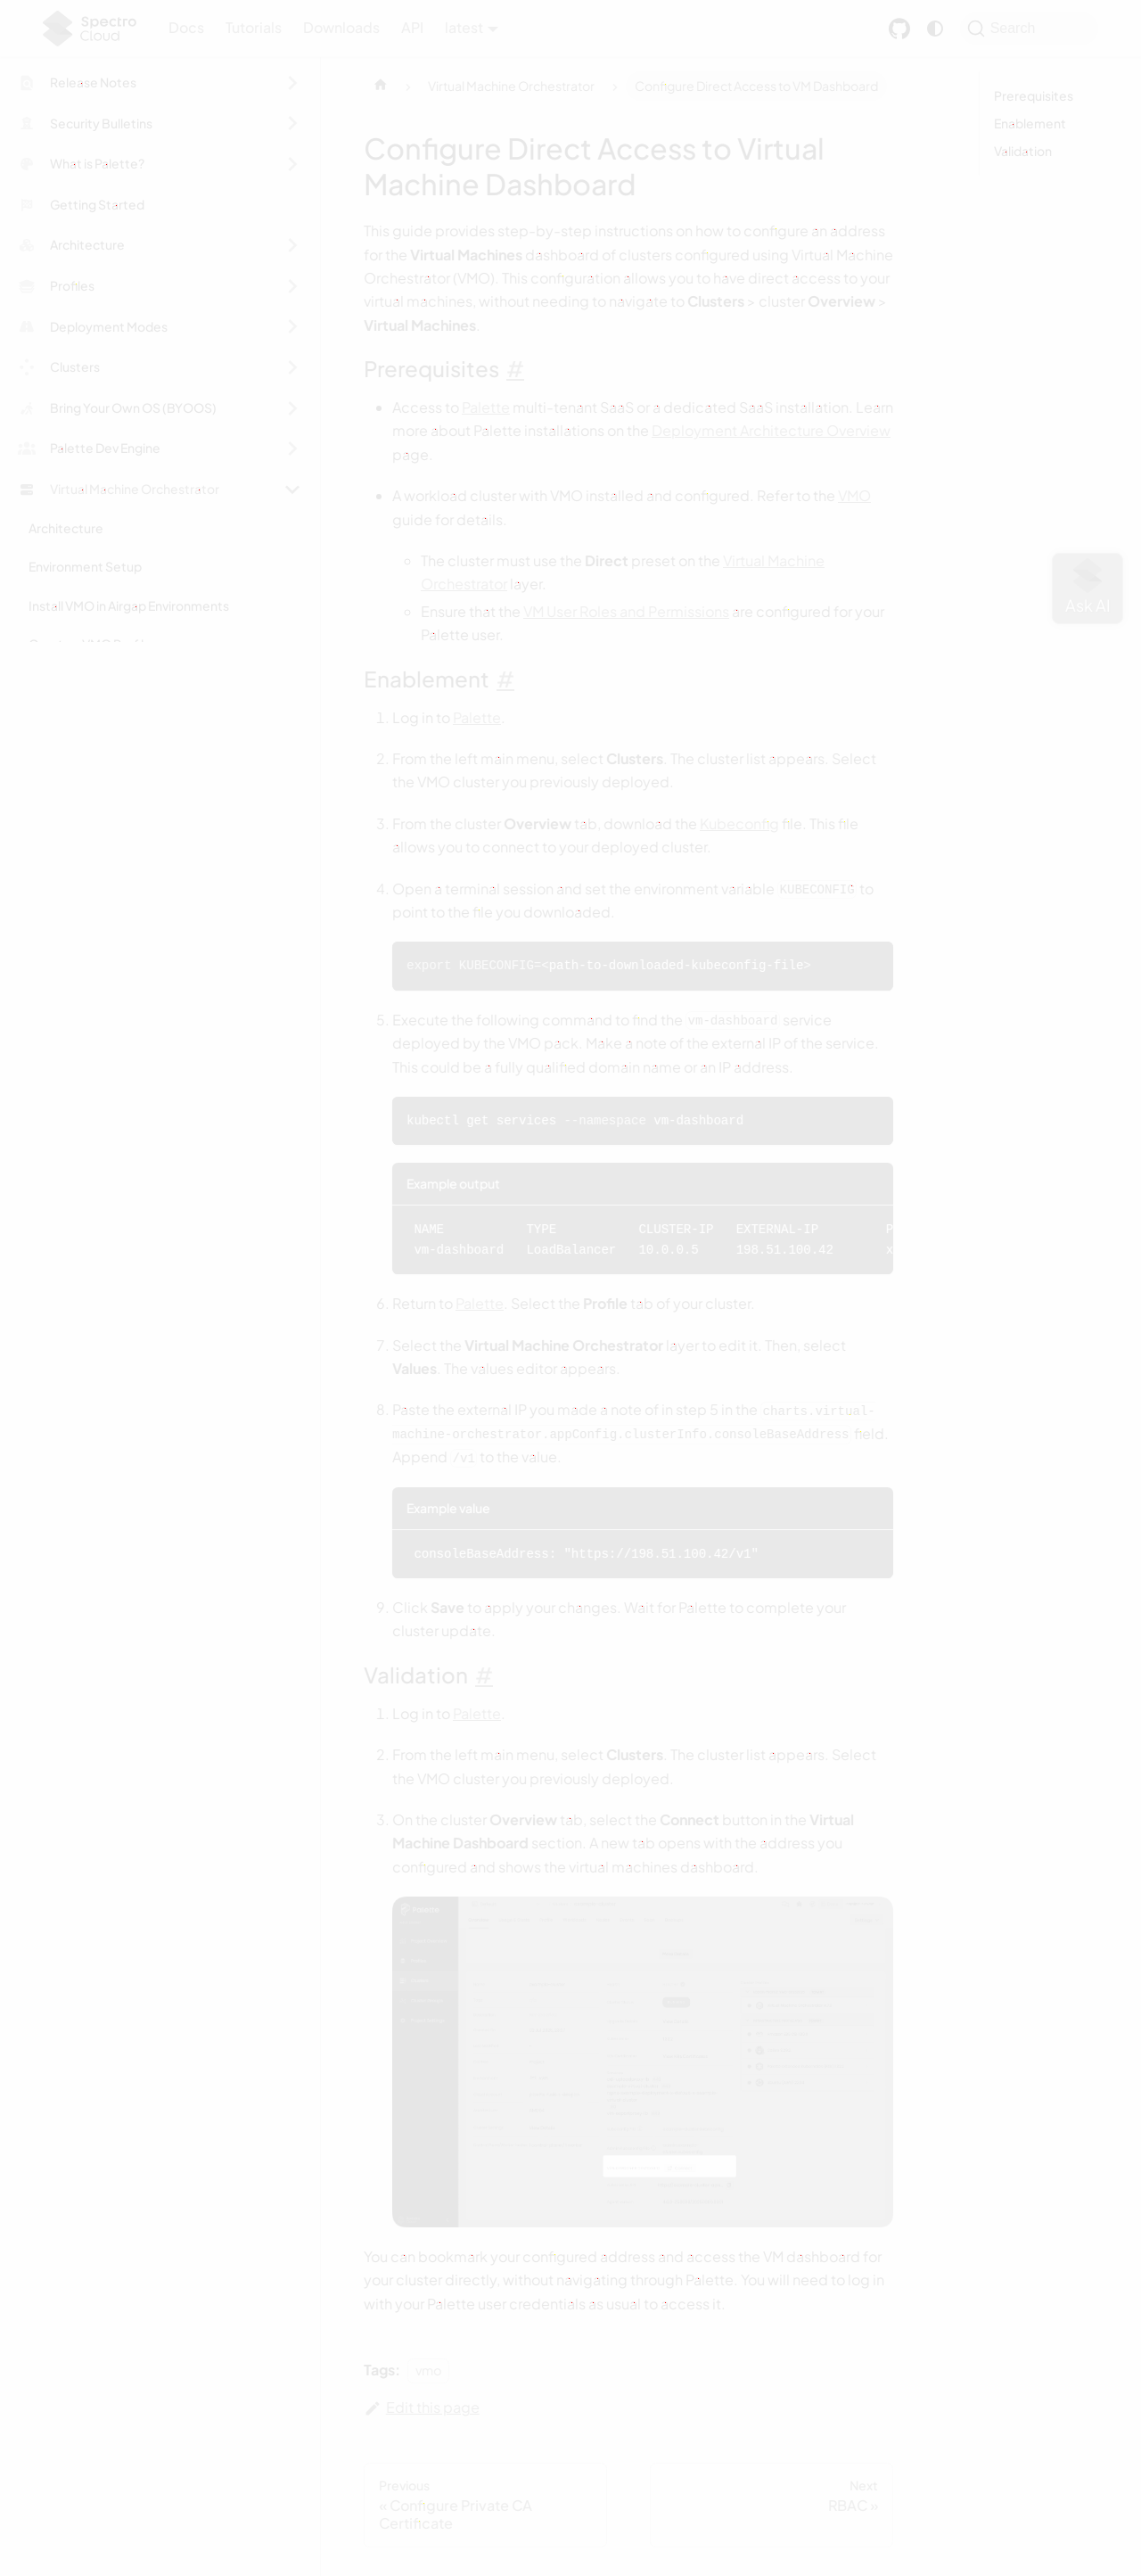 Spectro
Cloud
Docs Tutorials Downloads API latest
Search
Release Notes
Security Bulletins
What is Palette?
Getting Started
Architecture
Profiles
Deployment Modes
Clusters
Bring Your Own OS (BYOOS)
Palette Dev Engine
Virtual Machine Orchestrator
Architecture
Environment Setup
Install VMO in Airgap Environments
Virtual Machine Orchestrator > Configure Direct Access to VM Dashboard
Configure Direct Access to Virtual
Machine Dashboard
This guide provides step-by-step instructions on how to configure an address
for the Virtual Machines dashboard of clusters configured using Virtual Machine
Orchestrator (VMO). This configuration allows you to have direct access to your
virtual machines, without needing to navigate to Clusters > cluster Overview >
Virtual Machines.
Prerequisites #
• Access to Palette multi-tenant SaaS or a dedicated SaaS installation. Learn
more about Palette installations on the Deployment Architecture Overview
page.
• A workload cluster with VMO installed and configured. Refer to the VMO
guide for details.
◦ The cluster must use the Direct preset on the Virtual Machine
Orchestrator layer.
◦ Ensure that the VM User Roles and Permissions are configured for your
Palette user.
Enablement #
1. Log in to Palette.
2. From the left main menu, select Clusters. The cluster list appears. Select
the VMO cluster you previously deployed.
3. From the cluster Overview tab, download the Kubeconfig file. This file
allows you to connect to your deployed cluster.
4. Open a terminal session and set the environment variable KUBECONFIG to
point to the file you downloaded.
export KUBECONFIG=<path-to-downloaded-kubeconfig-file>
5. Execute the following command to find the vm-dashboard service
deployed by the VMO pack. Make a note of the external IP of the service.
This could be a fully qualified domain name or an IP address.
kubectl get services --namespace vm-dashboard
Example output
NAME TYPE CLUSTER-IP EXTERNAL-IP P
vm-dashboard LoadBalancer 10.0.0.5 198.51.100.42 x
6. Return to Palette. Select the Profile tab of your cluster.
7. Select the Virtual Machine Orchestrator layer to edit it. Then, select
Values. The values editor appears.
8. Paste the external IP you made a note of in step 5 in the charts.virtual-
machine-orchestrator.appConfig.clusterInfo.consoleBaseAddress field.
Append /v1 to the value.
Example value
consoleBaseAddress: "https://198.51.100.42/v1"
9. Click Save to apply your changes. Wait for Palette to complete your
cluster update.
Validation #
1. Log in to Palette.
2. From the left main menu, select Clusters. The cluster list appears. Select
the VMO cluster you previously deployed.
3. On the cluster Overview tab, select the Connect button in the Virtual
Machine Dashboard section. A new tab opens with the address you
configured and shows the virtual machines dashboard.
You can bookmark your configured address and access the VM dashboard for
your cluster directly, without navigating through Palette. You will need to log in
with your Palette user credentials as usual to access it.
Tags: vmo
Edit this page
Previous
« Configure Private CA
Certificate
Next
RBAC »
Prerequisites
Enablement
Validation
Ask AI